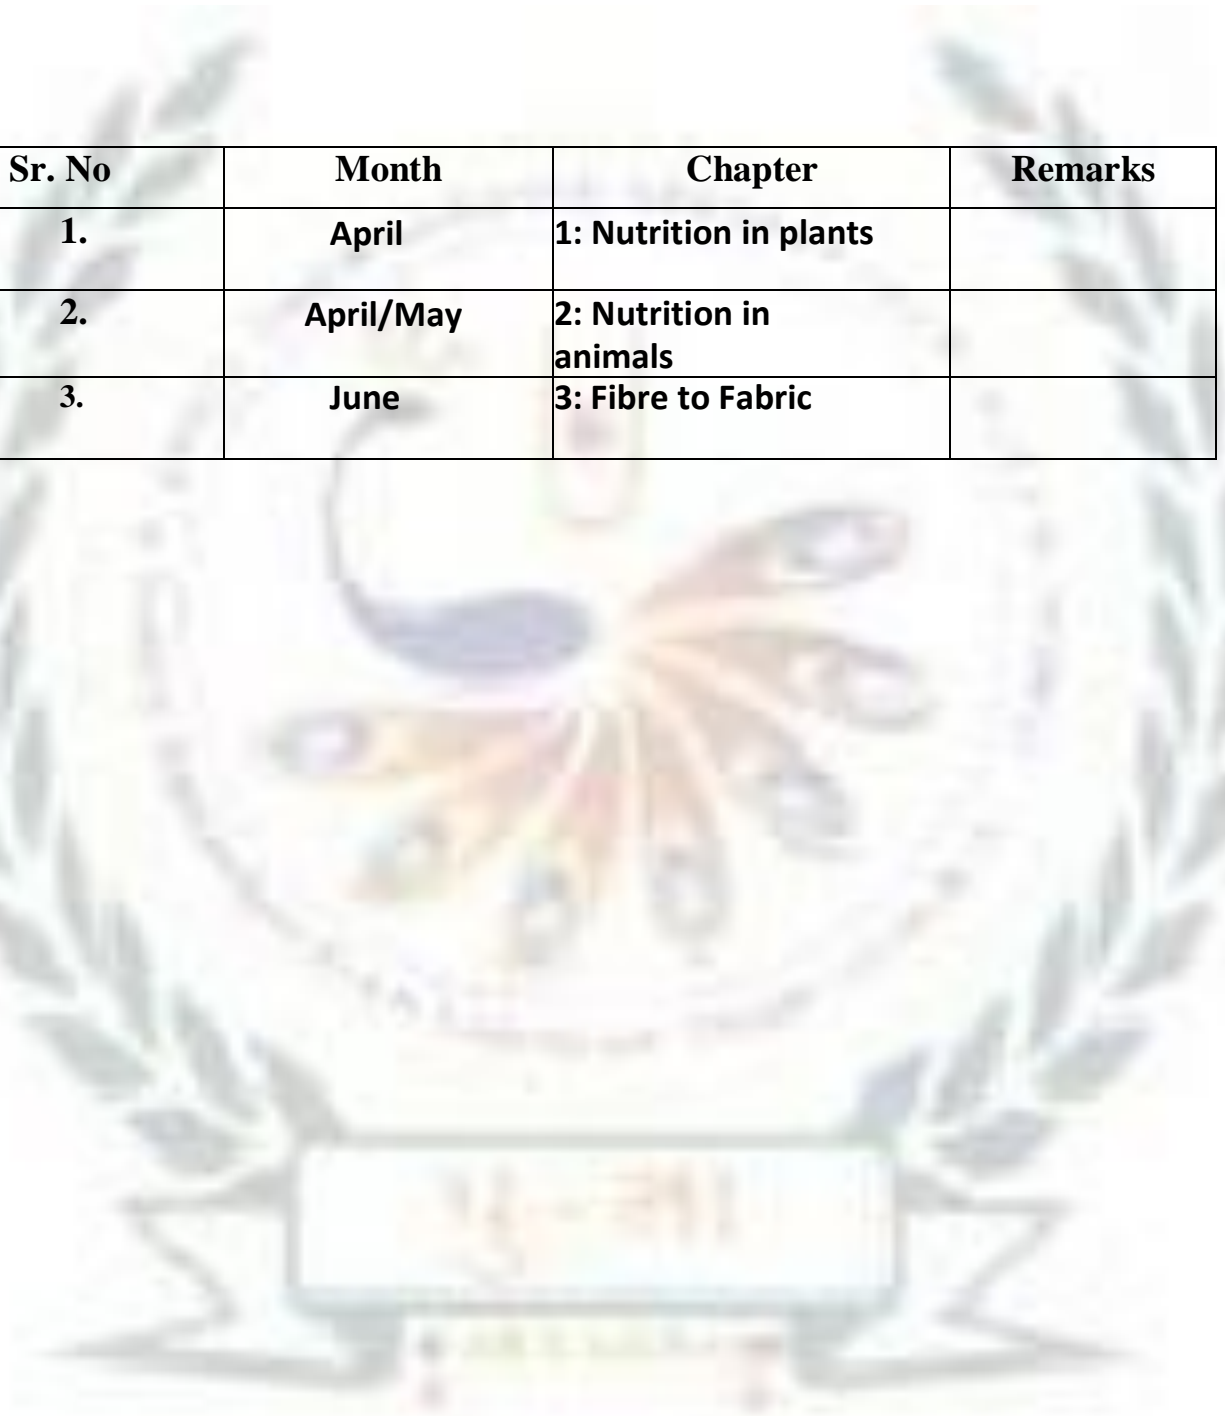 Sr. No Month Chapter Remarks
1. April 1: Nutrition in plants
2. April/May 2: Nutrition in
animals
3. June 3: Fibre to Fabric